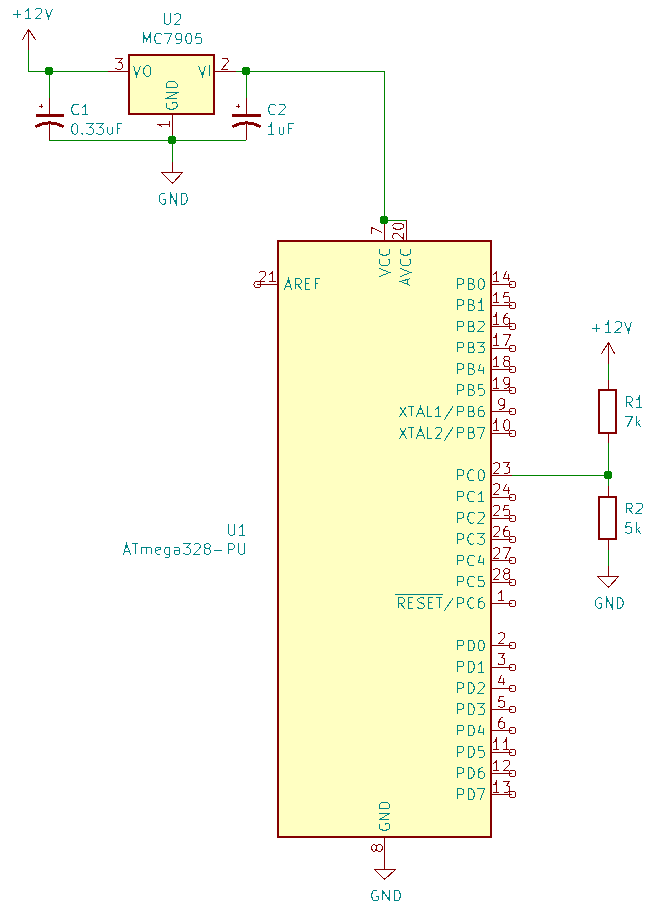 +12V
U2
MC7905
3
VO
VI
2
GND
1
C1
0.33uF
C2
1uF
GND
7
20
VCC
AVCC
21
AREF
PB0
14
PB1
15
PB2
16
PB3
17
PB4
18
PB5
19
XTAL1/PB6
9
XTAL2/PB7
10
PC0
23
PC1
24
PC2
25
PC3
26
PC4
27
PC5
28
RESET/PC6
1
PD0
2
PD1
3
PD2
4
PD3
5
PD4
6
PD5
11
PD6
12
PD7
13
U1
ATmega328-PU
GND
8
GND
+12V
R1
7k
R2
5k
GND